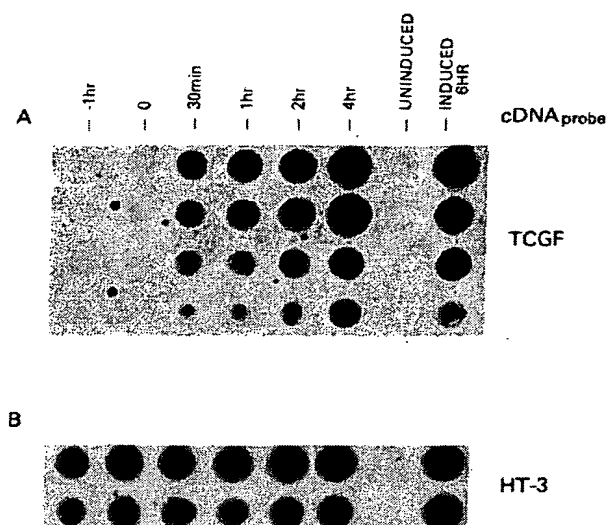 A
-1hr
0
30min
1hr
2hr
4hr
UNINDUCED
INDUCED
6HR
cDNAprobe
TCGF
B
HT-3